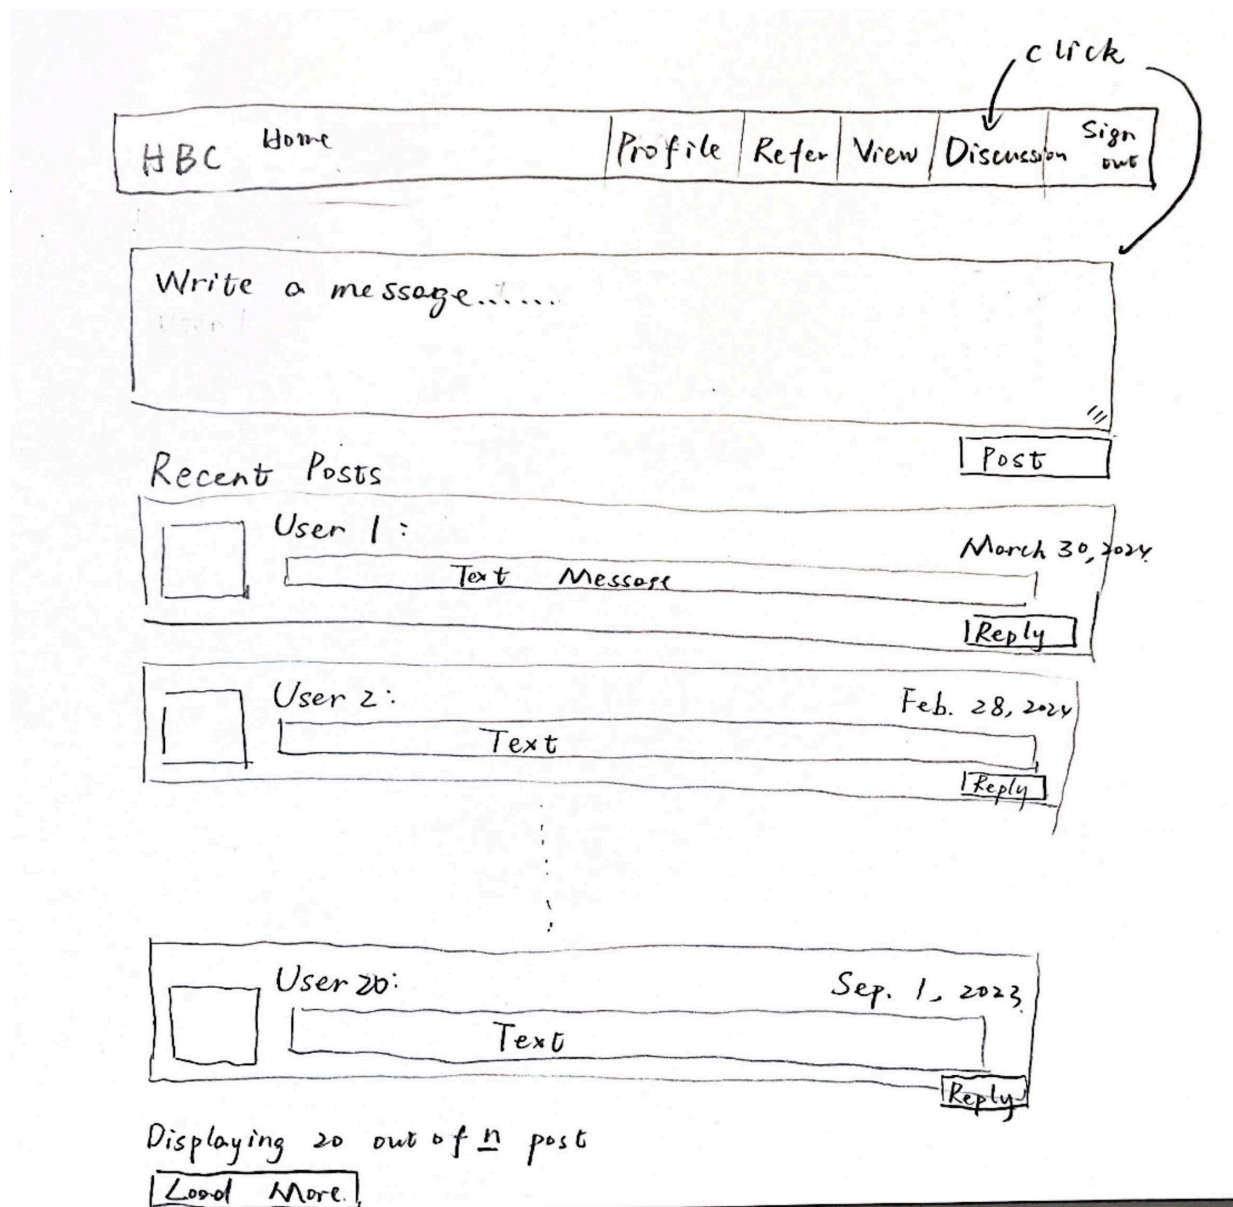 click
HBC Home Profile Refer View Discussion Sign out
Write a message......
Post
Recent Posts
User 1:
March 30, 2024
Text Message
Reply
User 2:
Feb. 28, 2024
Text
Reply
User 20:
Sep. 1, 2023
Text
Reply
Displaying 20 out of n post
Load More